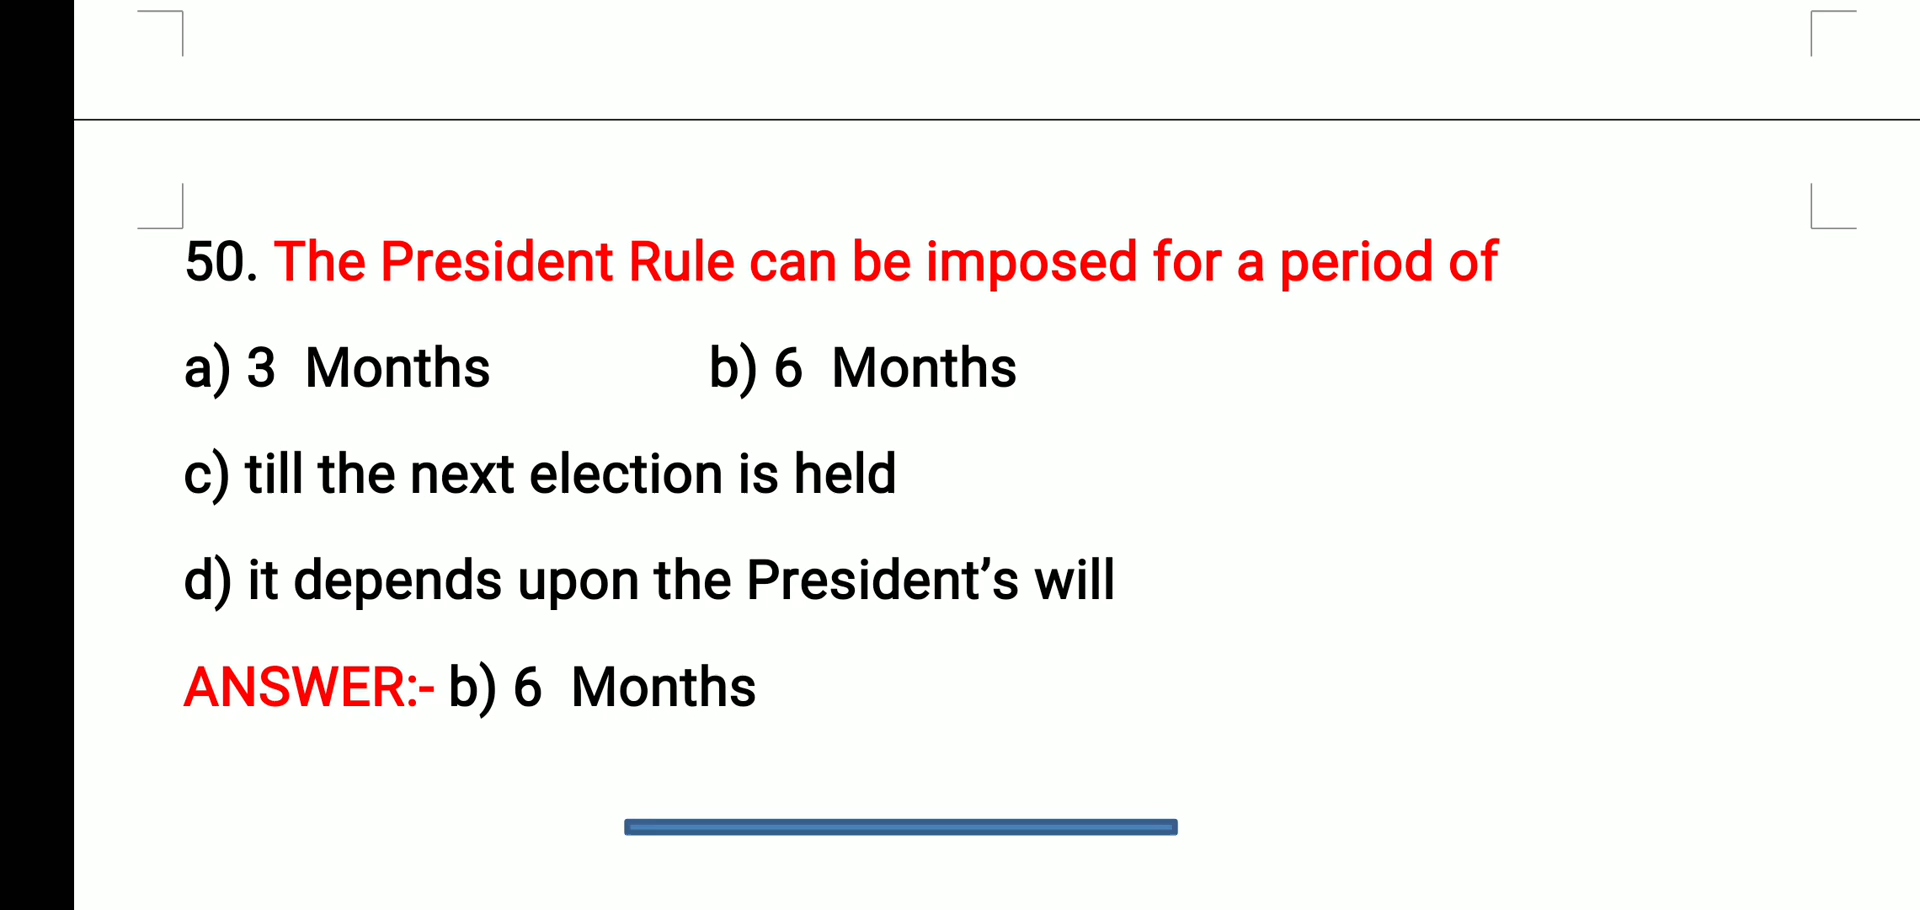 50. The President Rule can be imposed for a period of
a) 3  Months b) 6  Months
c) till the next election is held
d) it depends upon the President’s will
ANSWER:- b) 6  Months